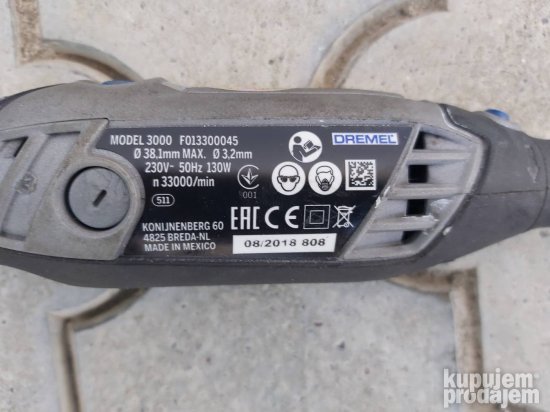 MODEL 3000 F013300045
Ø 38,1mm MAX. Ø 3,2mm
230V~ 50Hz 130W
n 33000/min
511
KONIJNENBERG 60
4825 BREDA-NL
MADE IN MEXICO
DREMEL
001
EAC CE
08/2018 808
kupujem
prodajem